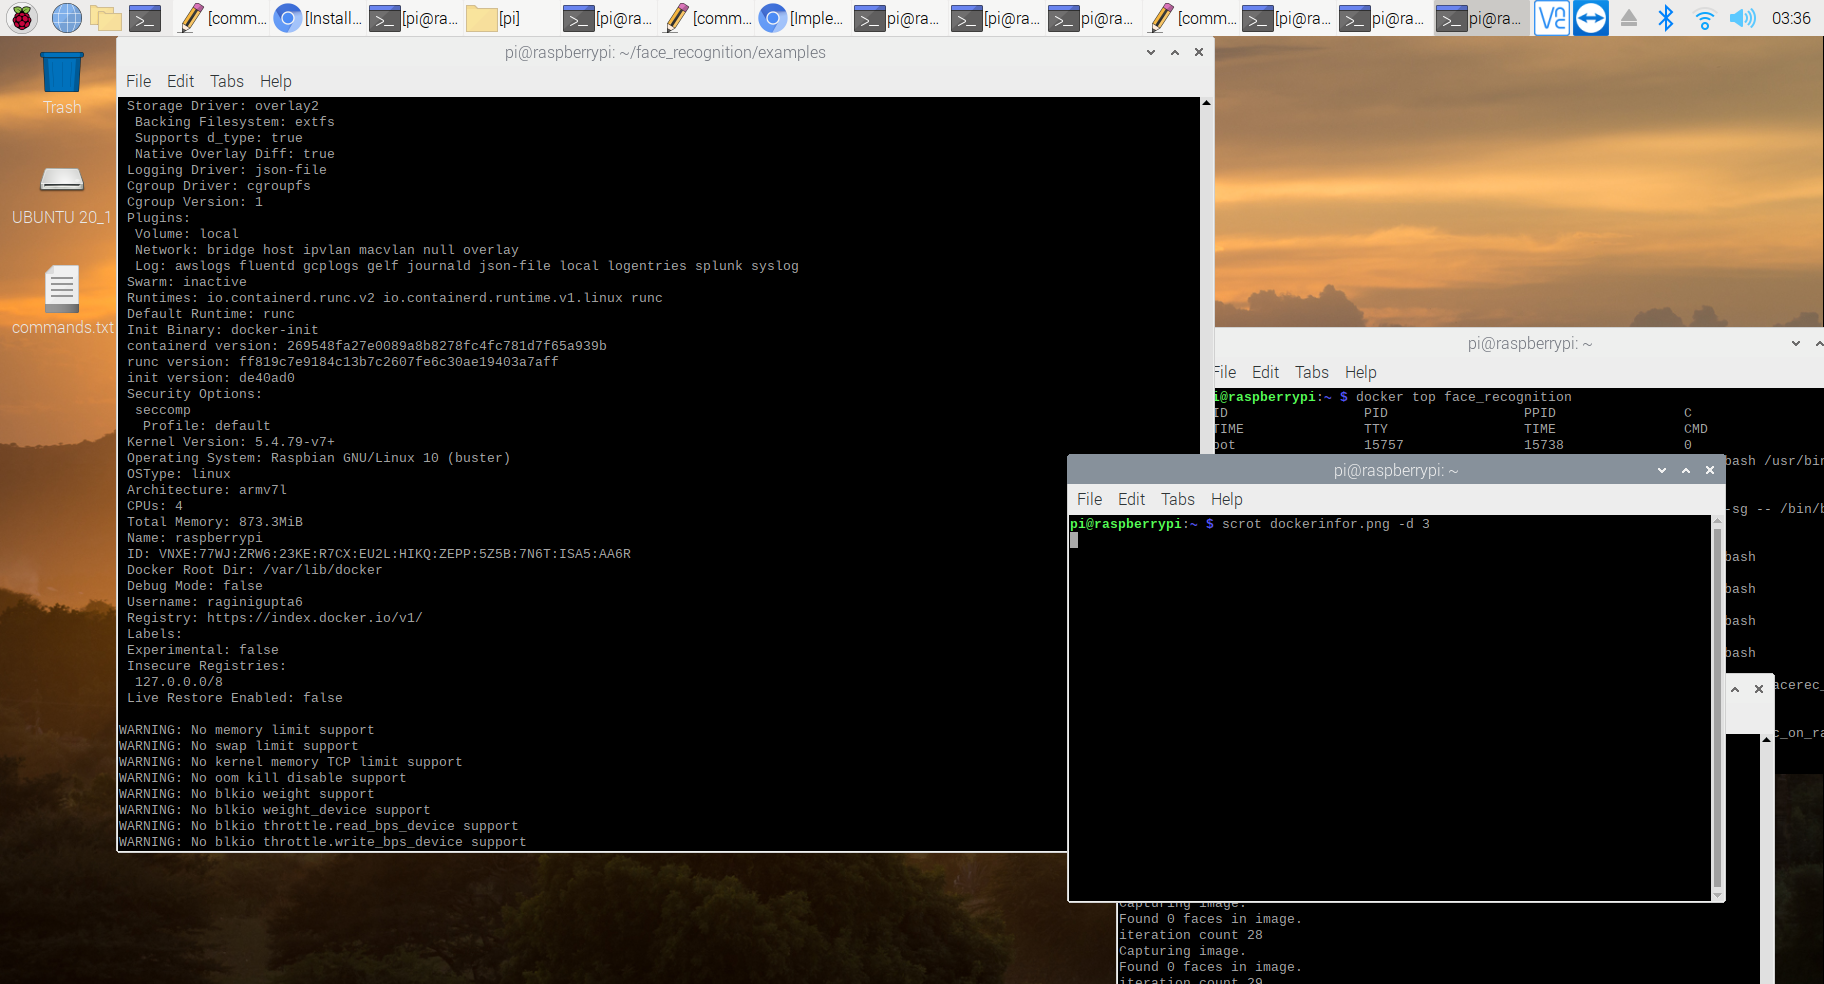 [comm...
[Install...
[pi@ra...
[pi]
[pi@ra...
[comm...
[Imple...
pi@ra...
[pi@ra...
pi@ra...
[comm...
[pi@ra...
pi@ra...
pi@ra...
03:36
Trash
UBUNTU 20_1
commands.txt
pi@raspberrypi: ~/face_recognition/examples
File Edit Tabs Help
Storage Driver: overlay2
Backing Filesystem: extfs
Supports d_type: true
Native Overlay Diff: true
Logging Driver: json-file
Cgroup Driver: cgroupfs
Cgroup Version: 1
Plugins:
Volume: local
Network: bridge host ipvlan macvlan null overlay
Log: awslogs fluentd gcplogs gelf journald json-file local logentries splunk syslog
Swarm: inactive
Runtimes: io.containerd.runc.v2 io.containerd.runtime.v1.linux runc
Default Runtime: runc
Init Binary: docker-init
containerd version: 269548fa27e0089a8b8278fc4fc781d7f65a939b
runc version: ff819c7e9184c13b7c2607fe6c30ae19403a7aff
init version: de40ad0
Security Options:
seccomp
Profile: default
Kernel Version: 5.4.79-v7+
Operating System: Raspbian GNU/Linux 10 (buster)
OSType: linux
Architecture: armv7l
CPUs: 4
Total Memory: 873.3MiB
Name: raspberrypi
ID: VNXE:77WJ:ZRW6:23KE:R7CX:EU2L:HIKQ:ZEPP:5Z5B:7N6T:ISA5:AA6R
Docker Root Dir: /var/lib/docker
Debug Mode: false
Username: raginigupta6
Registry: https://index.docker.io/v1/
Labels:
Experimental: false
Insecure Registries:
127.0.0.0/8
Live Restore Enabled: false
WARNING: No memory limit support
WARNING: No swap limit support
WARNING: No kernel memory TCP limit support
WARNING: No oom kill disable support
WARNING: No blkio weight support
WARNING: No blkio weight_device support
WARNING: No blkio throttle.read_bps_device support
WARNING: No blkio throttle.write_bps_device support
pi@raspberrypi: ~
File Edit Tabs Help
i@raspberrypi:~ $ docker top face_recognition
ID PID PPID C
TIME TTY TIME CMD
oot 15757 15738 0
bash /usr/bin
-sg -- /bin/b
bash
bash
bash
bash
acerec_
c_on_ra
pi@raspberrypi: ~
File Edit Tabs Help
pi@raspberrypi:~ $ scrot dockerinfor.png -d 3
Capturing image.
Found 0 faces in image.
iteration count 28
Capturing image.
Found 0 faces in image.
iteration count 29